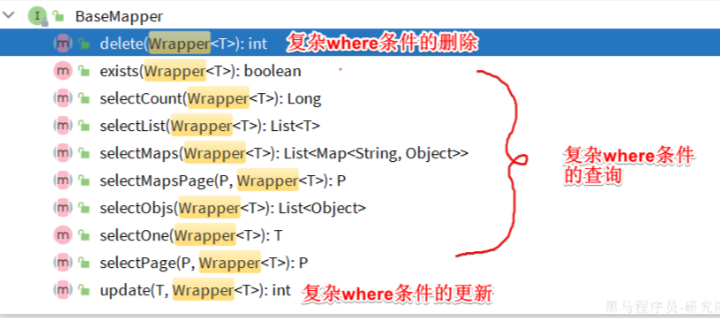 BaseMapper
delete(Wrapper<T>): int 复杂where条件的删除
exists(Wrapper<T>): boolean
selectCount(Wrapper<T>): Long
selectList(Wrapper<T>): List<T>
selectMaps(Wrapper<T>): List<Map<String, Object>>
复杂where条件
的查询
selectMapsPage(P, Wrapper<T>): P
selectObjs(Wrapper<T>): List<Object>
selectOne(Wrapper<T>): T
selectPage(P, Wrapper<T>): P
update(T, Wrapper<T>): int 复杂where条件的更新
黑马程序员-研究